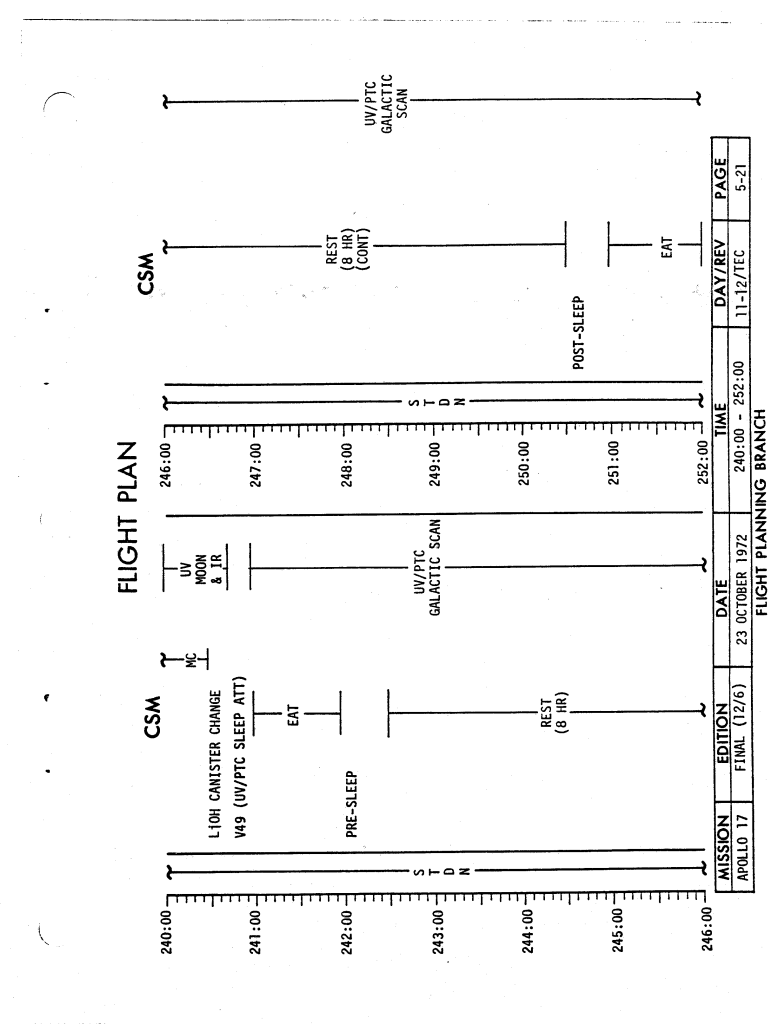 FLIGHT PLAN
CSM
240:00
241:00
242:00
243:00
244:00
245:00
246:00
S
T
D
N
LiOH CANISTER CHANGE
V49 (UV/PTC SLEEP ATT)
PRE-SLEEP
EAT
REST
(8 HR)
MC
UV
MOON
& IR
UV/PTC
GALACTIC SCAN
CSM
246:00
247:00
248:00
249:00
250:00
251:00
252:00
S
T
D
N
POST-SLEEP
REST
(8 HR)
(CONT)
EAT
UV/PTC
GALACTIC
SCAN
MISSION EDITION DATE TIME DAY/REV PAGE
APOLLO 17 FINAL (12/6) 23 OCTOBER 1972 240:00 - 252:00 11-12/TEC 5-21
FLIGHT PLANNING BRANCH